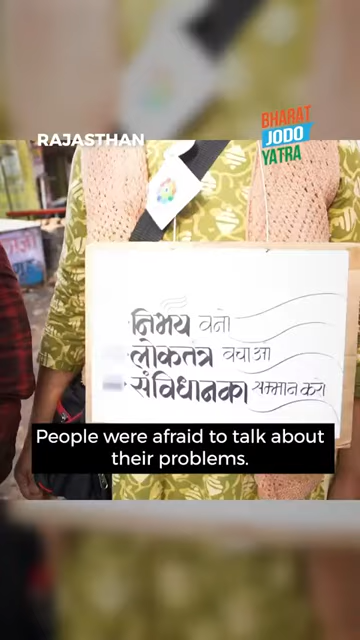 RAJASTHAN
BHARAT
JODO
YATRA
निर्भय बनो
लोकतंत्र बचाओ
संविधान का सम्मान करो
People were afraid to talk about
their problems.